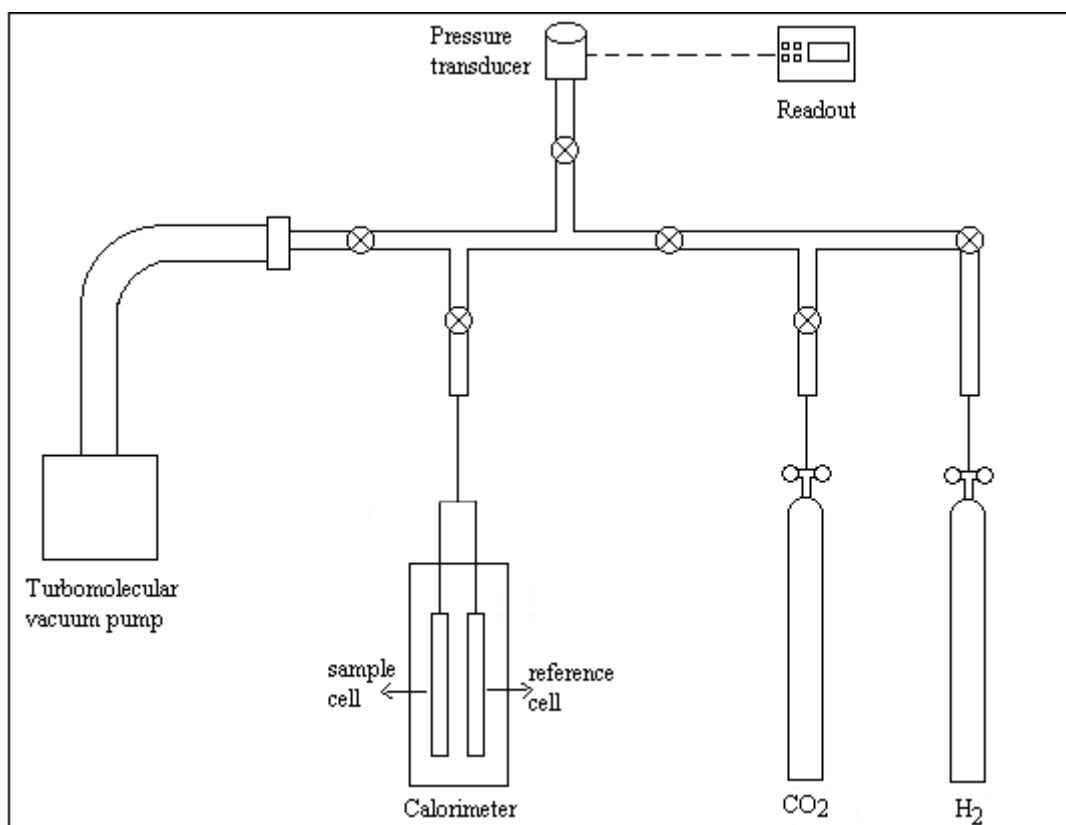 Pressure
transducer
Readout
Turbomolecular
vacuum pump
sample
cell
reference
cell
Calorimeter
CO2
H2